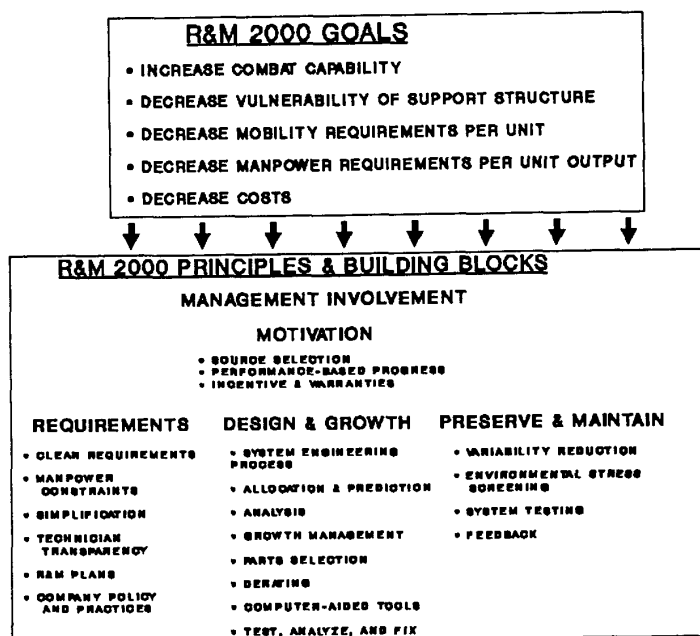 R&M 2000 GOALS
• INCREASE COMBAT CAPABILITY
• DECREASE VULNERABILITY OF SUPPORT STRUCTURE
• DECREASE MOBILITY REQUIREMENTS PER UNIT
• DECREASE MANPOWER REQUIREMENTS PER UNIT OUTPUT
• DECREASE COSTS
R&M 2000 PRINCIPLES & BUILDING BLOCKS
MANAGEMENT INVOLVEMENT
MOTIVATION
• SOURCE SELECTION
• PERFORMANCE-BASED PROGRESS
• INCENTIVE & WARRANTIES
REQUIREMENTS
• CLEAR REQUIREMENTS
• MANPOWER
CONSTRAINTS
• SIMPLIFICATION
• TECHNICIAN
TRANSPARENCY
• R&M PLANS
• COMPANY POLICY
AND PRACTICES
DESIGN & GROWTH
• SYSTEM ENGINEERING
PROCESS
• ALLOCATION & PREDICTION
• ANALYSIS
• GROWTH MANAGEMENT
• PARTS SELECTION
• DERATING
• COMPUTER-AIDED TOOLS
• TEST, ANALYZE, AND FIX
PRESERVE & MAINTAIN
• VARIABILITY REDUCTION
• ENVIRONMENTAL STRESS
SCREENING
• SYSTEM TESTING
• FEEDBACK